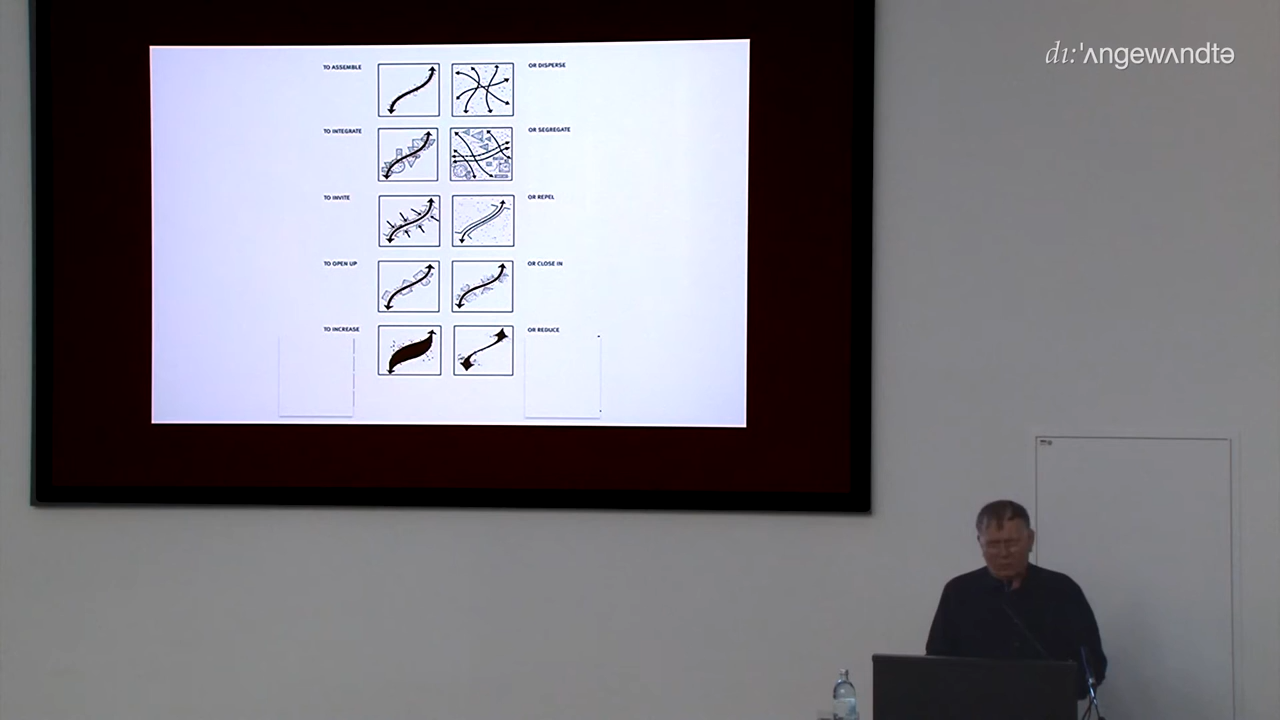 dı:'ʌngewʌndtə
TO ASSEMBLE OR DISPERSE
TO INTEGRATE OR SEGREGATE
TO INVITE OR REPEL
TO OPEN UP OR CLOSE IN
TO INCREASE OR REDUCE